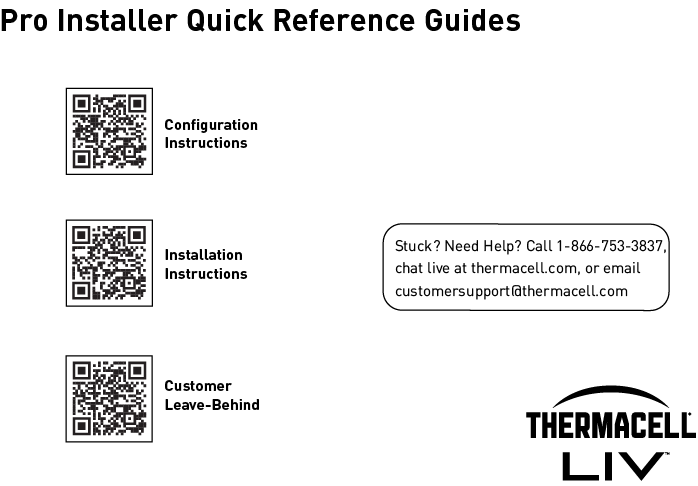 Pro Installer Quick Reference Guides
Configuration
Instructions
Installation
Instructions
Stuck? Need Help? Call 1-866-753-3837,
chat live at thermacell.com, or email
customersupport@thermacell.com
Customer
Leave-Behind
THERMACELL
LIV™